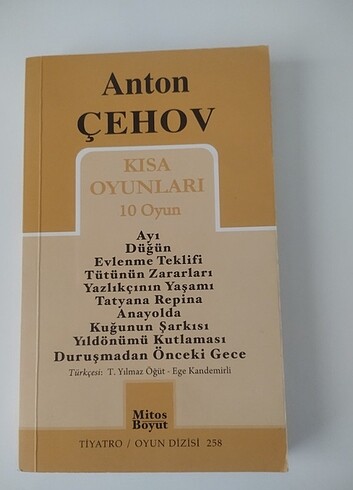 Anton
ÇEHOV
KISA
OYUNLARI
10 Oyun
Ayı
Düğün
Evlenme Teklifi
Tütünün Zararları
Yazlıkçının Yaşamı
Tatyana Repina
Anayolda
Kuğunun Şarkısı
Yıldönümü Kutlaması
Duruşmadan Önceki Gece
Türkçesi: T. Yılmaz Öğüt - Ege Kandemirli
Mitos
Boyut
TİYATRO / OYUN DİZİSİ 258